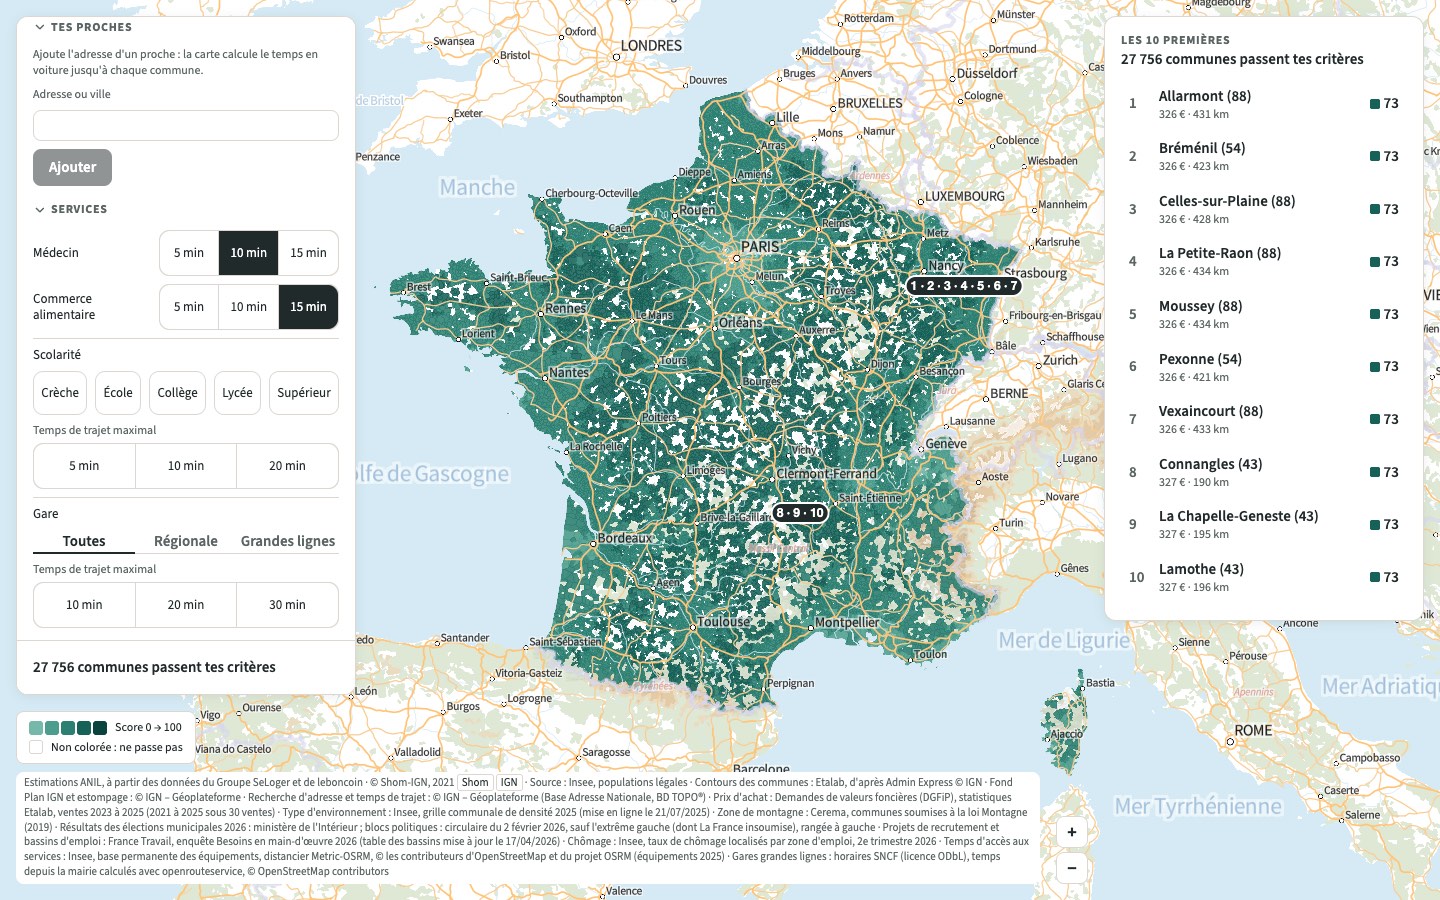 TES PROCHES
Ajoute l'adresse d'un proche : la carte calcule le temps en
voiture jusqu'à chaque commune.
Adresse ou ville
Ajouter
SERVICES
Médecin
5 min
10 min
15 min
Commerce
alimentaire
5 min
10 min
15 min
Scolarité
Crèche
École
Collège
Lycée
Supérieur
Temps de trajet maximal
5 min
10 min
20 min
Gare
Toutes
Régionale
Grandes lignes
Temps de trajet maximal
10 min
20 min
30 min
27 756 communes passent tes critères
Score 0 → 100
Non colorée : ne passe pas
LES 10 PREMIÈRES
27 756 communes passent tes critères
1
Allarmont (88)
326 € · 431 km
73
2
Bréménil (54)
326 € · 423 km
73
3
Celles-sur-Plaine (88)
326 € · 428 km
73
4
La Petite-Raon (88)
326 € · 434 km
73
5
Moussey (88)
326 € · 434 km
73
6
Pexonne (54)
326 € · 421 km
73
7
Vexaincourt (88)
326 € · 433 km
73
8
Connangles (43)
327 € · 190 km
73
9
La Chapelle-Geneste (43)
327 € · 195 km
73
10
Lamothe (43)
327 € · 196 km
73
Magdebourg
Rotterdam
Münster
Oxford
Swansea
LONDRES
Bristol
Middelbourg
Dortmund
Bruges
Anvers
Düsseldorf
Douvres
Cologne
Southampton
BRUXELLES
Exeter
Lille
Mons
Namur
Coblence
Arras
Penzance
Wiesbaden
Dieppe
Amiens
Ardennes
Manche
Cherbourg-Octeville
LUXEMBOURG
Mannheim
Rouen
Caen
Reims
Metz
Karlsruhe
PARIS
Nancy
Strasbourg
Saint-Brieuc
Melun
Brest
Troyes
1 · 2 · 3 · 4 · 5 · 6 · 7
Rennes
Le Mans
Orléans
Auxerre
Fribourg-en-Brisgau
Lorient
Schaffhouse
Bâle
Tours
Dijon
Besançon
Zurich
Nantes
Bourges
Glaris
BERNE
Jura
Poitiers
Lausanne
La Rochelle
Vichy
Genève
Limoges
Clermont-Ferrand
Lugano
Aoste
Saint-Étienne
Novare
8 · 9 · 10
Turin
Bordeaux
Gênes
Agen
Toulouse
Montpellier
Mer de Ligurie
Santander
Saint-Sébastien
Toulon
Sienne
Ancone
Pérouse
Vitoria-Gasteiz
Pyrénées
Perpignan
Bastia
Mer Adriatiq
León
Logrogne
Apennins
Burgos
Vigo
Ourense
ROME
Ajaccio
Viana do Castelo
Valladolid
Saragosse
Campobasso
Barcelone
Caserte
Mer Tyrrhénienne
Salerne
Valence
Estimations ANIL, à partir des données du Groupe SeLoger et de leboncoin · © Shom-IGN, 2021 Shom IGN · Source : Insee, populations légales · Contours des communes : Etalab, d'après Admin Express © IGN · Fond
Plan IGN et estompage : © IGN – Géoplateforme · Recherche d'adresse et temps de trajet : © IGN – Géoplateforme (Base Adresse Nationale, BD TOPO®) · Prix d'achat : Demandes de valeurs foncières (DGFiP), statistiques
Etalab, ventes 2023 à 2025 (2021 à 2025 sous 30 ventes) · Type d'environnement : Insee, grille communale de densité 2025 (mise en ligne le 21/07/2025) · Zone de montagne : Cerema, communes soumises à la loi Montagne
(2019) · Résultats des élections municipales 2026 : ministère de l'Intérieur ; blocs politiques : circulaire du 2 février 2026, sauf l'extrême gauche (dont La France insoumise), rangée à gauche · Projets de recrutement et
bassins d'emploi : France Travail, enquête Besoins en main-d'œuvre 2026 (table des bassins mise à jour le 17/04/2026) · Chômage : Insee, taux de chômage localisés par zone d'emploi, 2e trimestre 2026 · Temps d'accès aux
services : Insee, base permanente des équipements, distancier Metric-OSRM, © les contributeurs d'OpenStreetMap et du projet OSRM (équipements 2025) · Gares grandes lignes : horaires SNCF (licence ODbL), temps
depuis la mairie calculés avec openrouteservice, © OpenStreetMap contributors
+
−